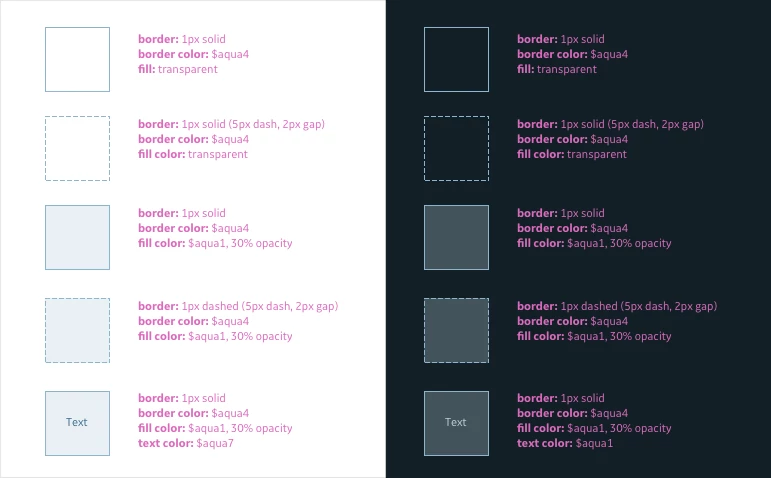 border: 1px solid
border color: $aqua4
fill: transparent
border: 1px solid (5px dash, 2px gap)
border color: $aqua4
fill color: transparent
border: 1px solid
border color: $aqua4
fill color: $aqua1, 30% opacity
border: 1px dashed (5px dash, 2px gap)
border color: $aqua4
fill color: $aqua1, 30% opacity
Text
border: 1px solid
border color: $aqua4
fill color: $aqua1, 30% opacity
text color: $aqua7
border: 1px solid
border color: $aqua4
fill: transparent
border: 1px solid (5px dash, 2px gap)
border color: $aqua4
fill color: transparent
border: 1px solid
border color: $aqua4
fill color: $aqua1, 30% opacity
border: 1px dashed (5px dash, 2px gap)
border color: $aqua4
fill color: $aqua1, 30% opacity
Text
border: 1px solid
border color: $aqua4
fill color: $aqua1, 30% opacity
text color: $aqua1